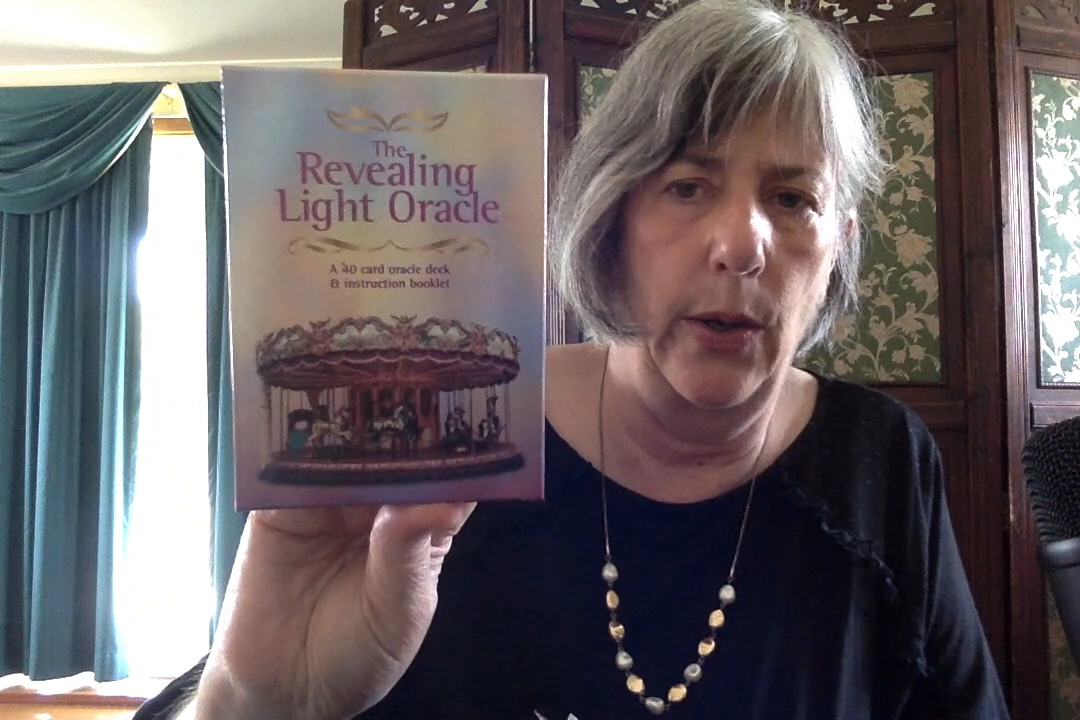 The
Revealing
Light Oracle
A 40 card oracle deck
& instruction booklet